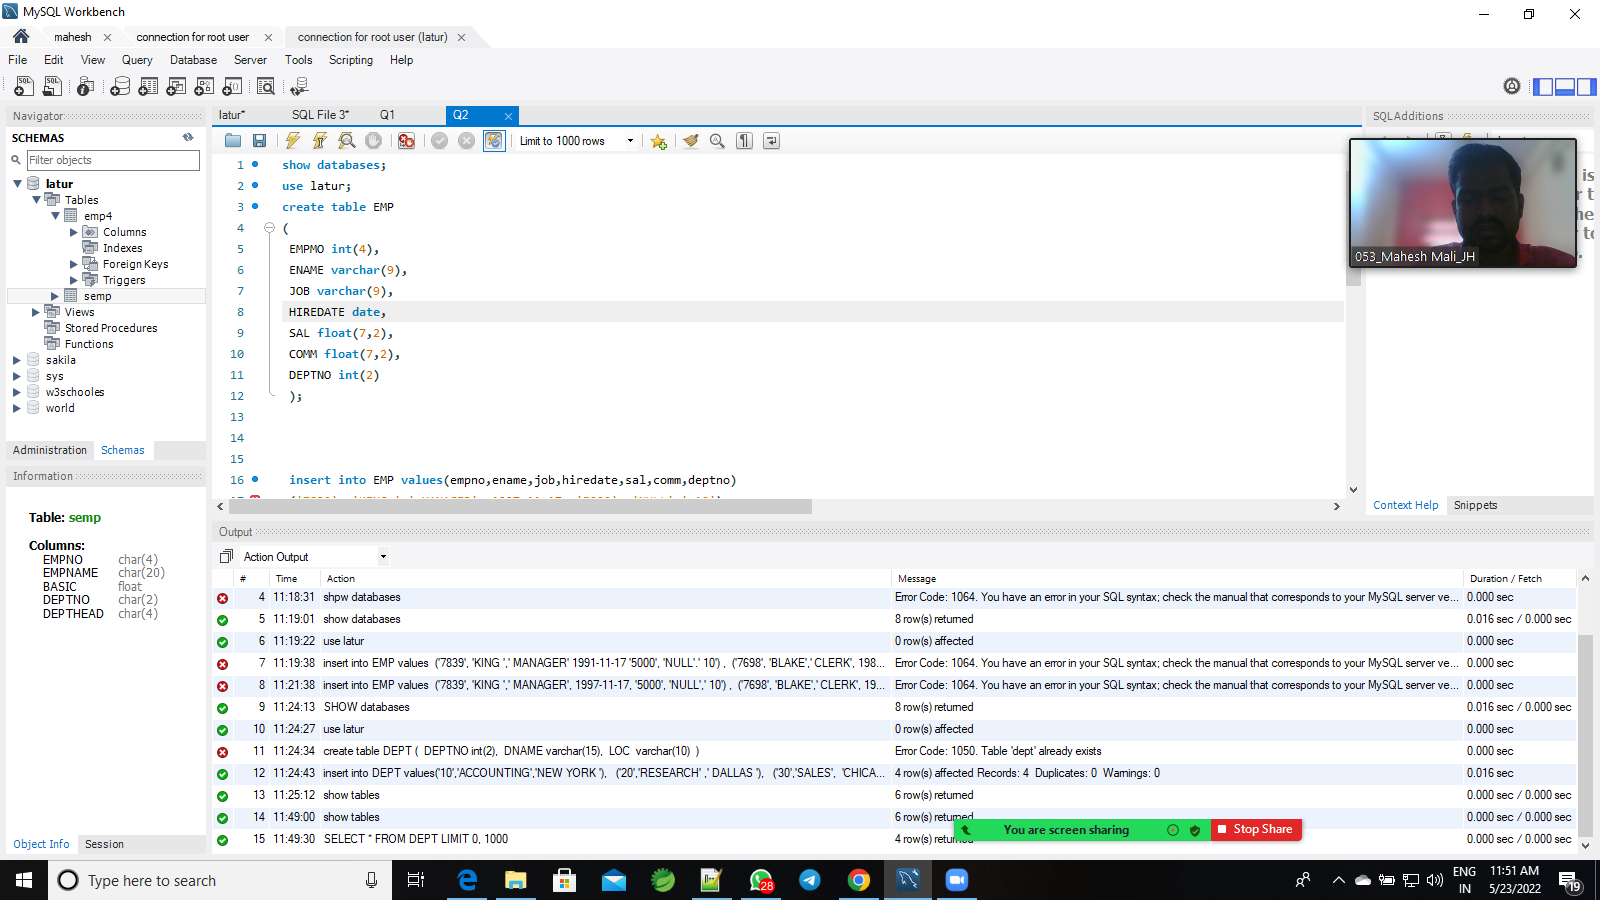 MySQL Workbench
mahesh
connection for root user
connection for root user (latur)
File Edit View Query Database Server Tools Scripting Help
Navigator
SCHEMAS
Filter objects
latur
Tables
emp4
Columns
Indexes
Foreign Keys
Triggers
semp
Views
Stored Procedures
Functions
sakila
sys
w3schooles
world
Administration Schemas
Information
Table: semp
Columns:
EMPNO char(4)
EMPNAME char(20)
BASIC float
DEPTNO char(2)
DEPTHEAD char(4)
Object Info Session
latur* SQL File 3* Q1 Q2
Limit to 1000 rows
1 show databases;
2 use latur;
3 create table EMP
4 (
5 EMPMO int(4),
6 ENAME varchar(9),
7 JOB varchar(9),
8 HIREDATE date,
9 SAL float(7,2),
10 COMM float(7,2),
11 DEPTNO int(2)
12 );
13
14
15
16 insert into EMP values(empno,ename,job,hiredate,sal,comm,deptno)
SQLAdditions
053_Mahesh Mali_JH
Context Help Snippets
Output
Action Output
# Time Action Message Duration / Fetch
4 11:18:31 shpw databases Error Code: 1064. You have an error in your SQL syntax; check the manual that corresponds to your MySQL server ve... 0.000 sec
5 11:19:01 show databases 8 row(s) returned 0.016 sec / 0.000 sec
6 11:19:22 use latur 0 row(s) affected 0.000 sec
7 11:19:38 insert into EMP values ('7839', 'KING ',' MANAGER' 1991-11-17 '5000', 'NULL'.' 10') , ('7698', 'BLAKE',' CLERK', 198... Error Code: 1064. You have an error in your SQL syntax; check the manual that corresponds to your MySQL server ve... 0.000 sec
8 11:21:38 insert into EMP values ('7839', 'KING ',' MANAGER', 1997-11-17, '5000', 'NULL',' 10') , ('7698', 'BLAKE',' CLERK', 19... Error Code: 1064. You have an error in your SQL syntax; check the manual that corresponds to your MySQL server ve... 0.000 sec
9 11:24:13 SHOW databases 8 row(s) returned 0.016 sec / 0.000 sec
10 11:24:27 use latur 0 row(s) affected 0.000 sec
11 11:24:34 create table DEPT ( DEPTNO int(2), DNAME varchar(15), LOC varchar(10) ) Error Code: 1050. Table 'dept' already exists 0.000 sec
12 11:24:43 insert into DEPT values('10','ACCOUNTING','NEW YORK '), ('20','RESEARCH' ,' DALLAS '), ('30','SALES', 'CHICA... 4 row(s) affected Records: 4 Duplicates: 0 Warnings: 0 0.016 sec
13 11:25:12 show tables 6 row(s) returned 0.000 sec / 0.000 sec
14 11:49:00 show tables 6 row(s) returned 0.000 sec / 0.000 sec
15 11:49:30 SELECT * FROM DEPT LIMIT 0, 1000 4 row(s) 0.000 sec / 0.000 sec
You are screen sharing Stop Share
Type here to search
28
ENG
IN
11:51 AM
5/23/2022
19